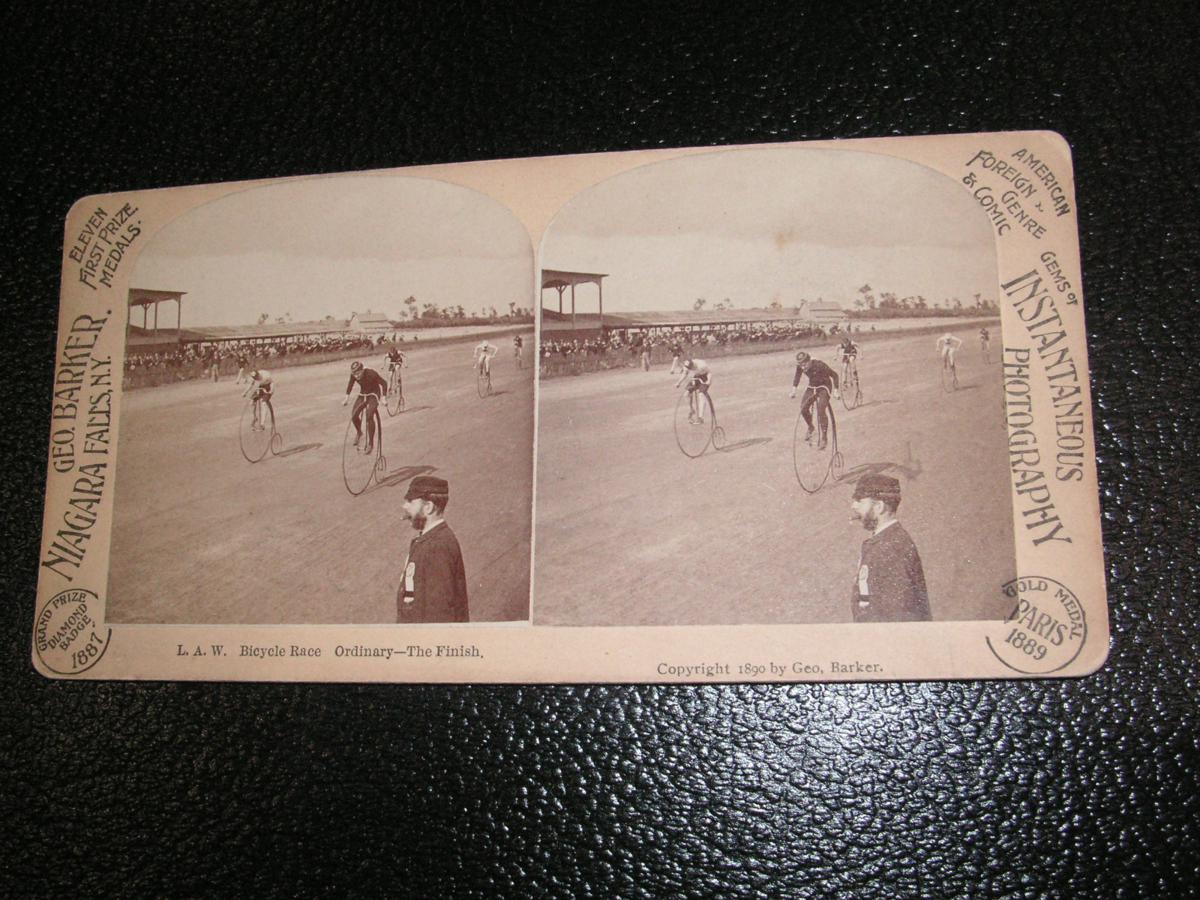 ELEVEN
FIRST PRIZE
MEDALS.
GEO. BARKER.
NIAGARA FALLS, N.Y.
GRAND PRIZE
DIAMOND
BADGE
1887
AMERICAN
FOREIGN &
GENRE
& COMIC
GEMS OF
INSTANTANEOUS
PHOTOGRAPHY
GOLD MEDAL
PARIS
1889
L. A. W. Bicycle Race Ordinary—The Finish.
Copyright 1890 by Geo. Barker.